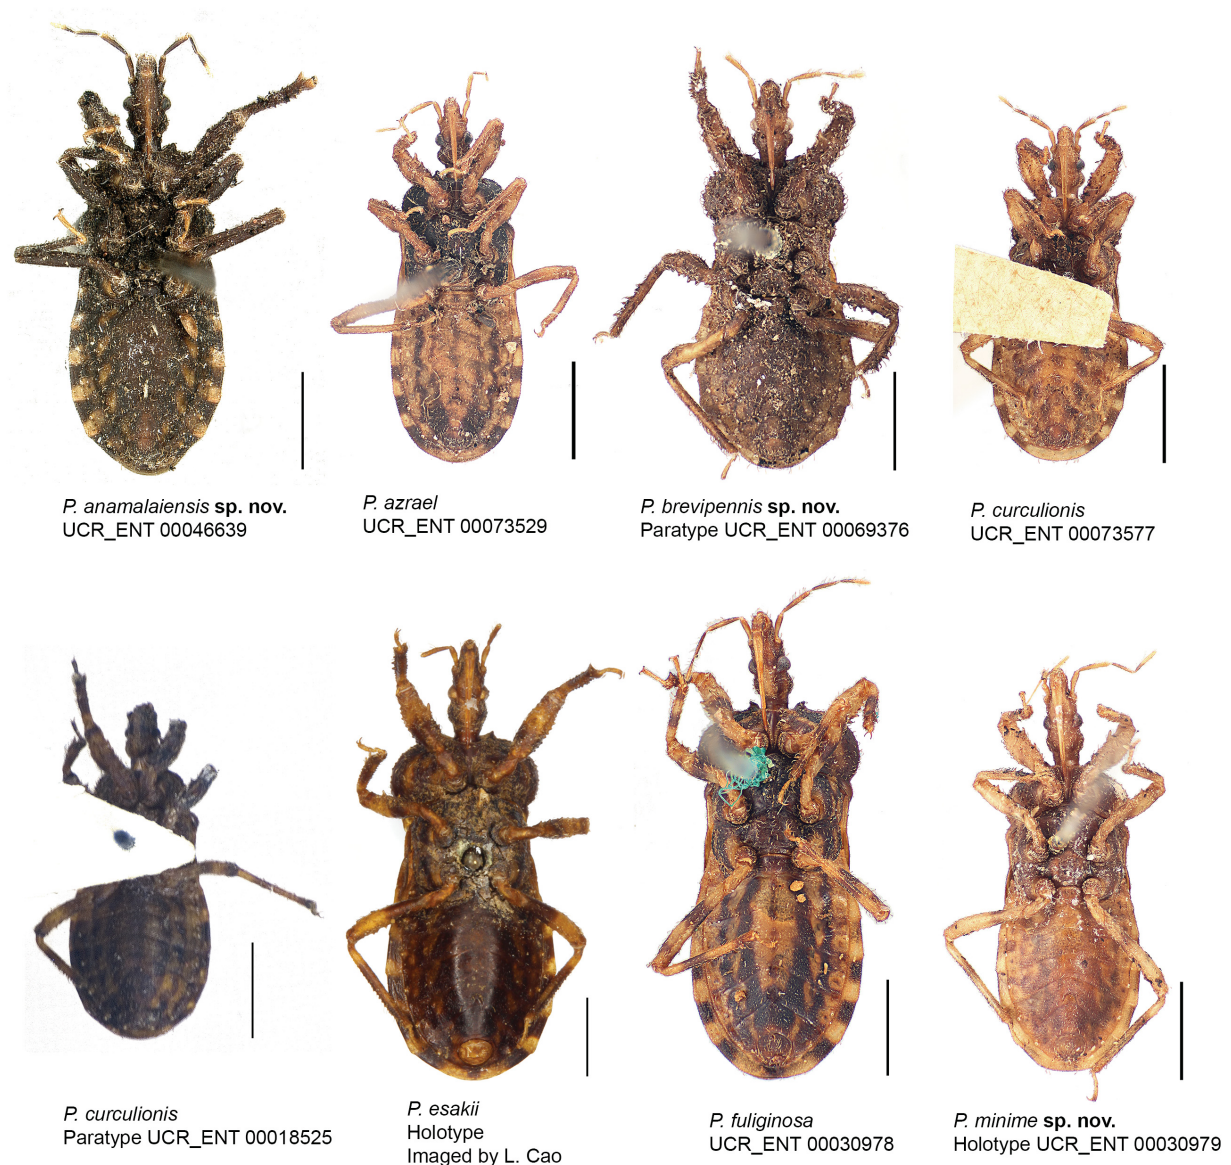 P. anamalaiensis sp. nov.
UCR_ENT 00046639
P. azrael
UCR_ENT 00073529
P. brevipennis sp. nov.
Paratype UCR_ENT 00069376
P. curculionis
UCR_ENT 00073577
P. curculionis
Paratype UCR_ENT 00018525
P. esakii
Holotype
Imaged by L. Cao
P. fuliginosa
UCR_ENT 00030978
P. minime sp. nov.
Holotype UCR_ENT 00030979